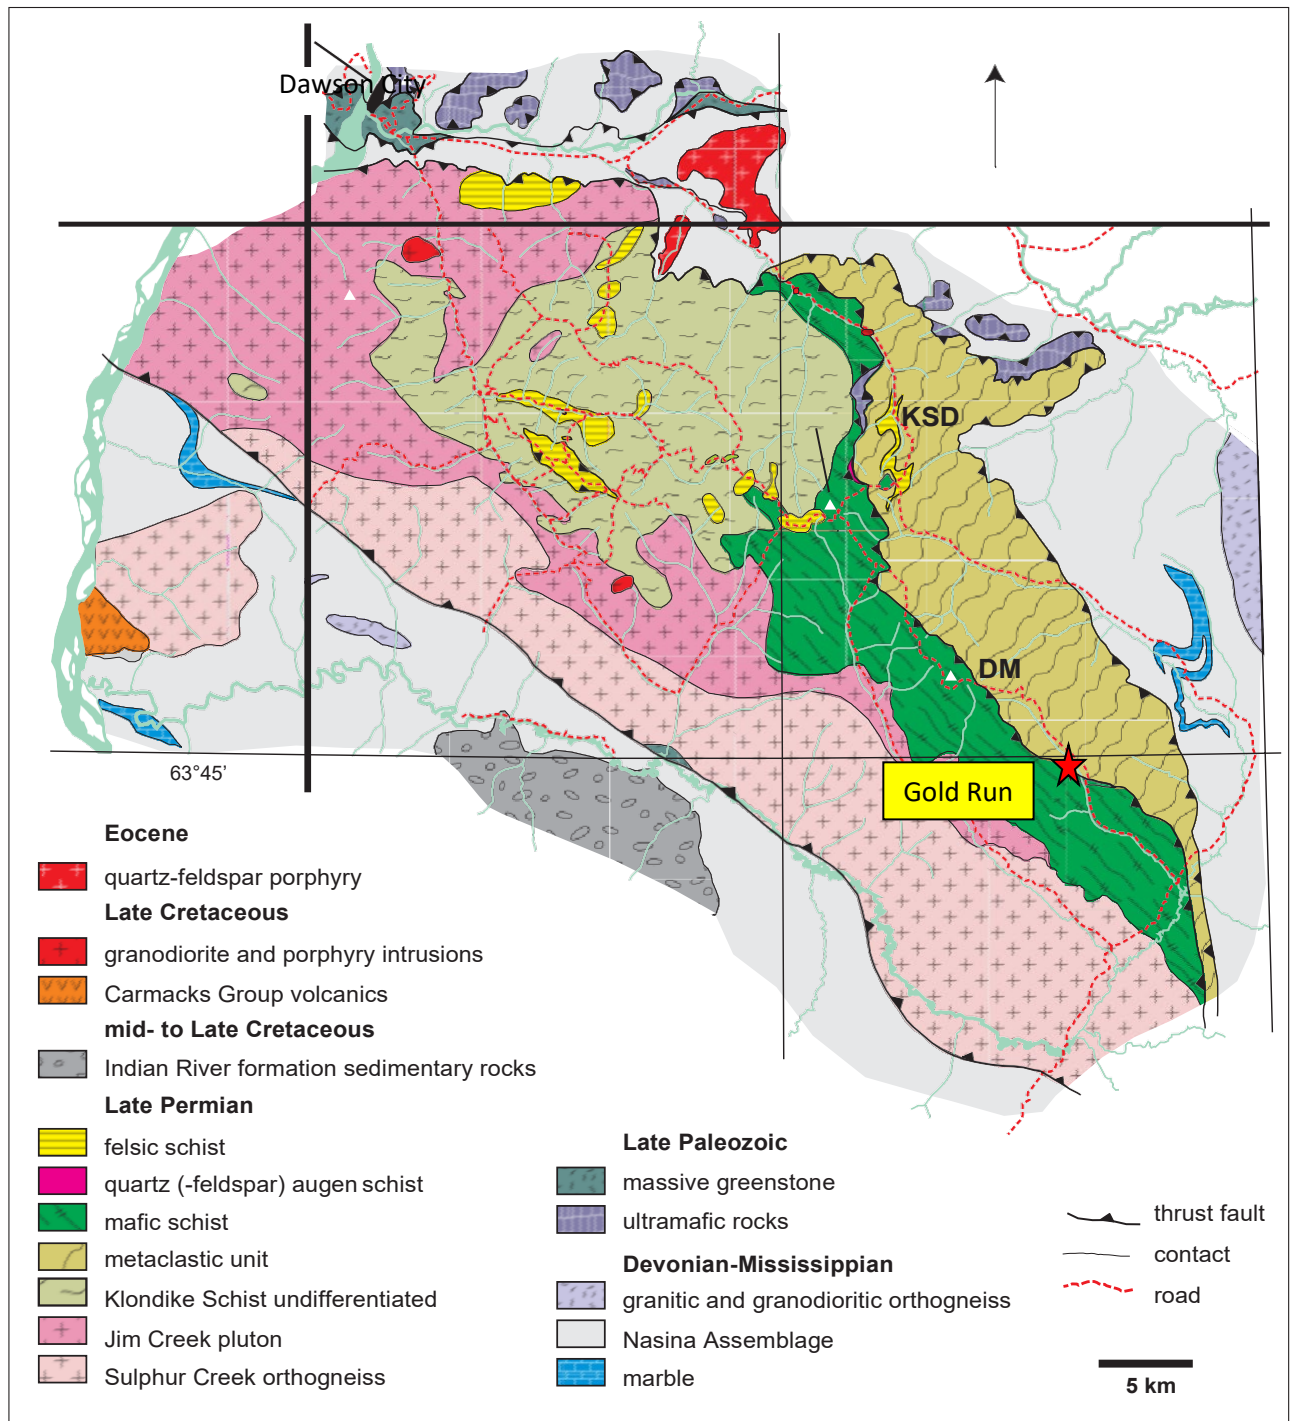 Dawson City
KSD
DM
63°45'
Gold Run
Eocene
quartz-feldspar porphyry
Late Cretaceous
granodiorite and porphyry intrusions
Carmacks Group volcanics
mid- to Late Cretaceous
Indian River formation sedimentary rocks
Late Permian
felsic schist
quartz (-feldspar) augen schist
mafic schist
metaclastic unit
Klondike Schist undifferentiated
Jim Creek pluton
Sulphur Creek orthogneiss
Late Paleozoic
massive greenstone
ultramafic rocks
Devonian-Mississippian
granitic and granodioritic orthogneiss
Nasina Assemblage
marble
thrust fault
contact
road
5 km